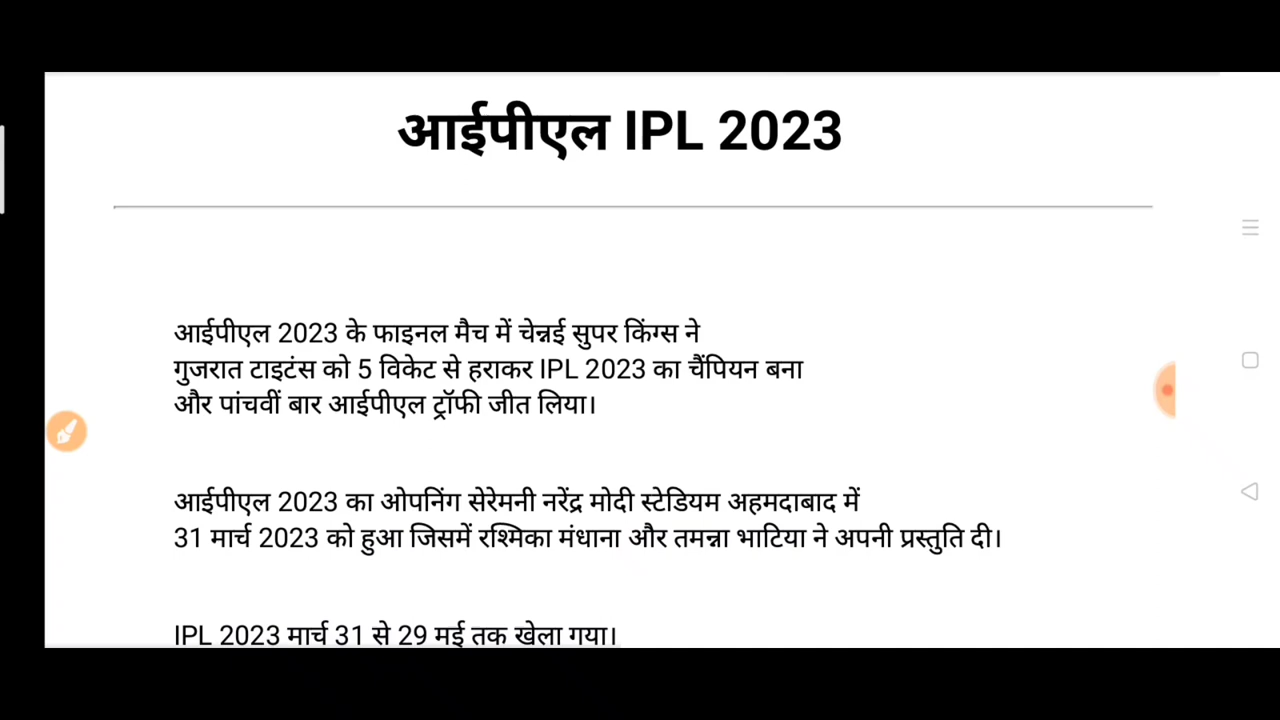 आईपीएल IPL 2023
आईपीएल 2023 के फाइनल मैच में चेन्नई सुपर किंग्स ने
गुजरात टाइटंस को 5 विकेट से हराकर IPL 2023 का चैंपियन बना
और पांचवीं बार आईपीएल ट्रॉफी जीत लिया।
आईपीएल 2023 का ओपनिंग सेरेमनी नरेंद्र मोदी स्टेडियम अहमदाबाद में
31 मार्च 2023 को हुआ जिसमें रश्मिका मंधाना और तमन्ना भाटिया ने अपनी प्रस्तुति दी।
IPL 2023 मार्च 31 से 29 मई तक खेला गया।